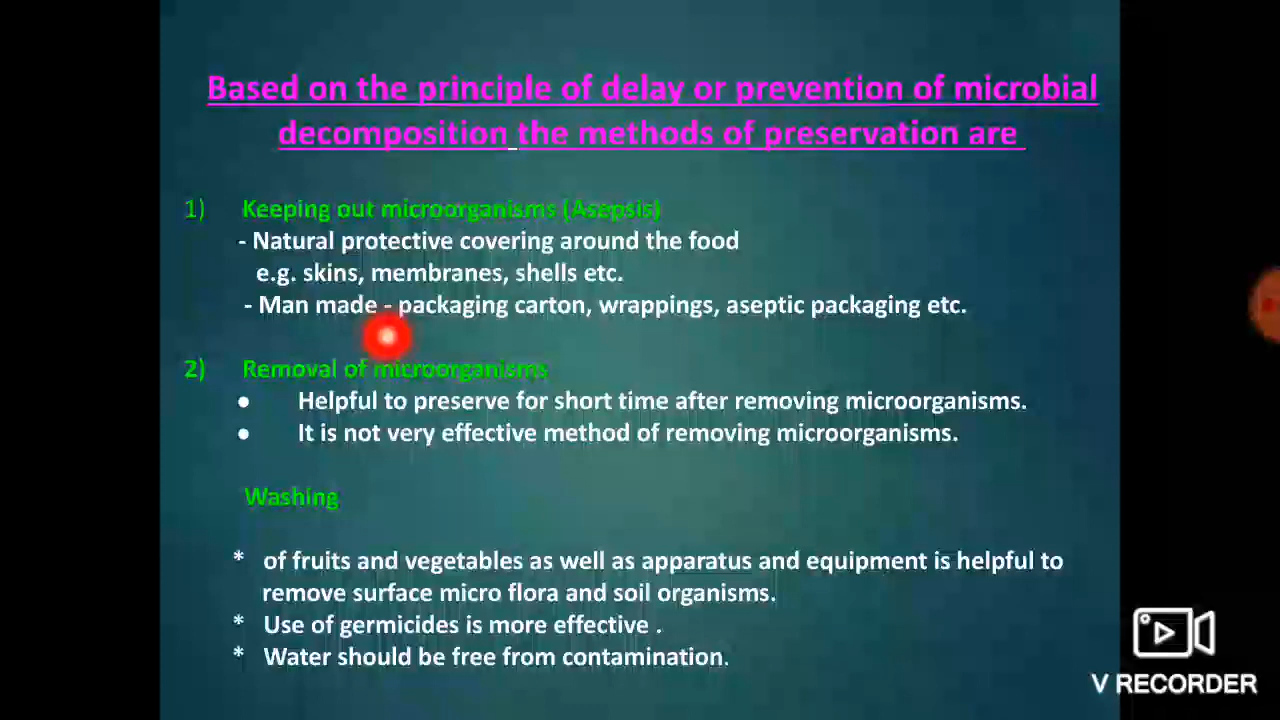 Based on the principle of delay or prevention of microbial
decomposition the methods of preservation are
1) Keeping out microorganisms (Asepsis)
- Natural protective covering around the food
e.g. skins, membranes, shells etc.
- Man made - packaging carton, wrappings, aseptic packaging etc.
2) Removal of microorganisms
• Helpful to preserve for short time after removing microorganisms.
• It is not very effective method of removing microorganisms.
Washing
* of fruits and vegetables as well as apparatus and equipment is helpful to
remove surface micro flora and soil organisms.
* Use of germicides is more effective .
* Water should be free from contamination.
V RECORDER